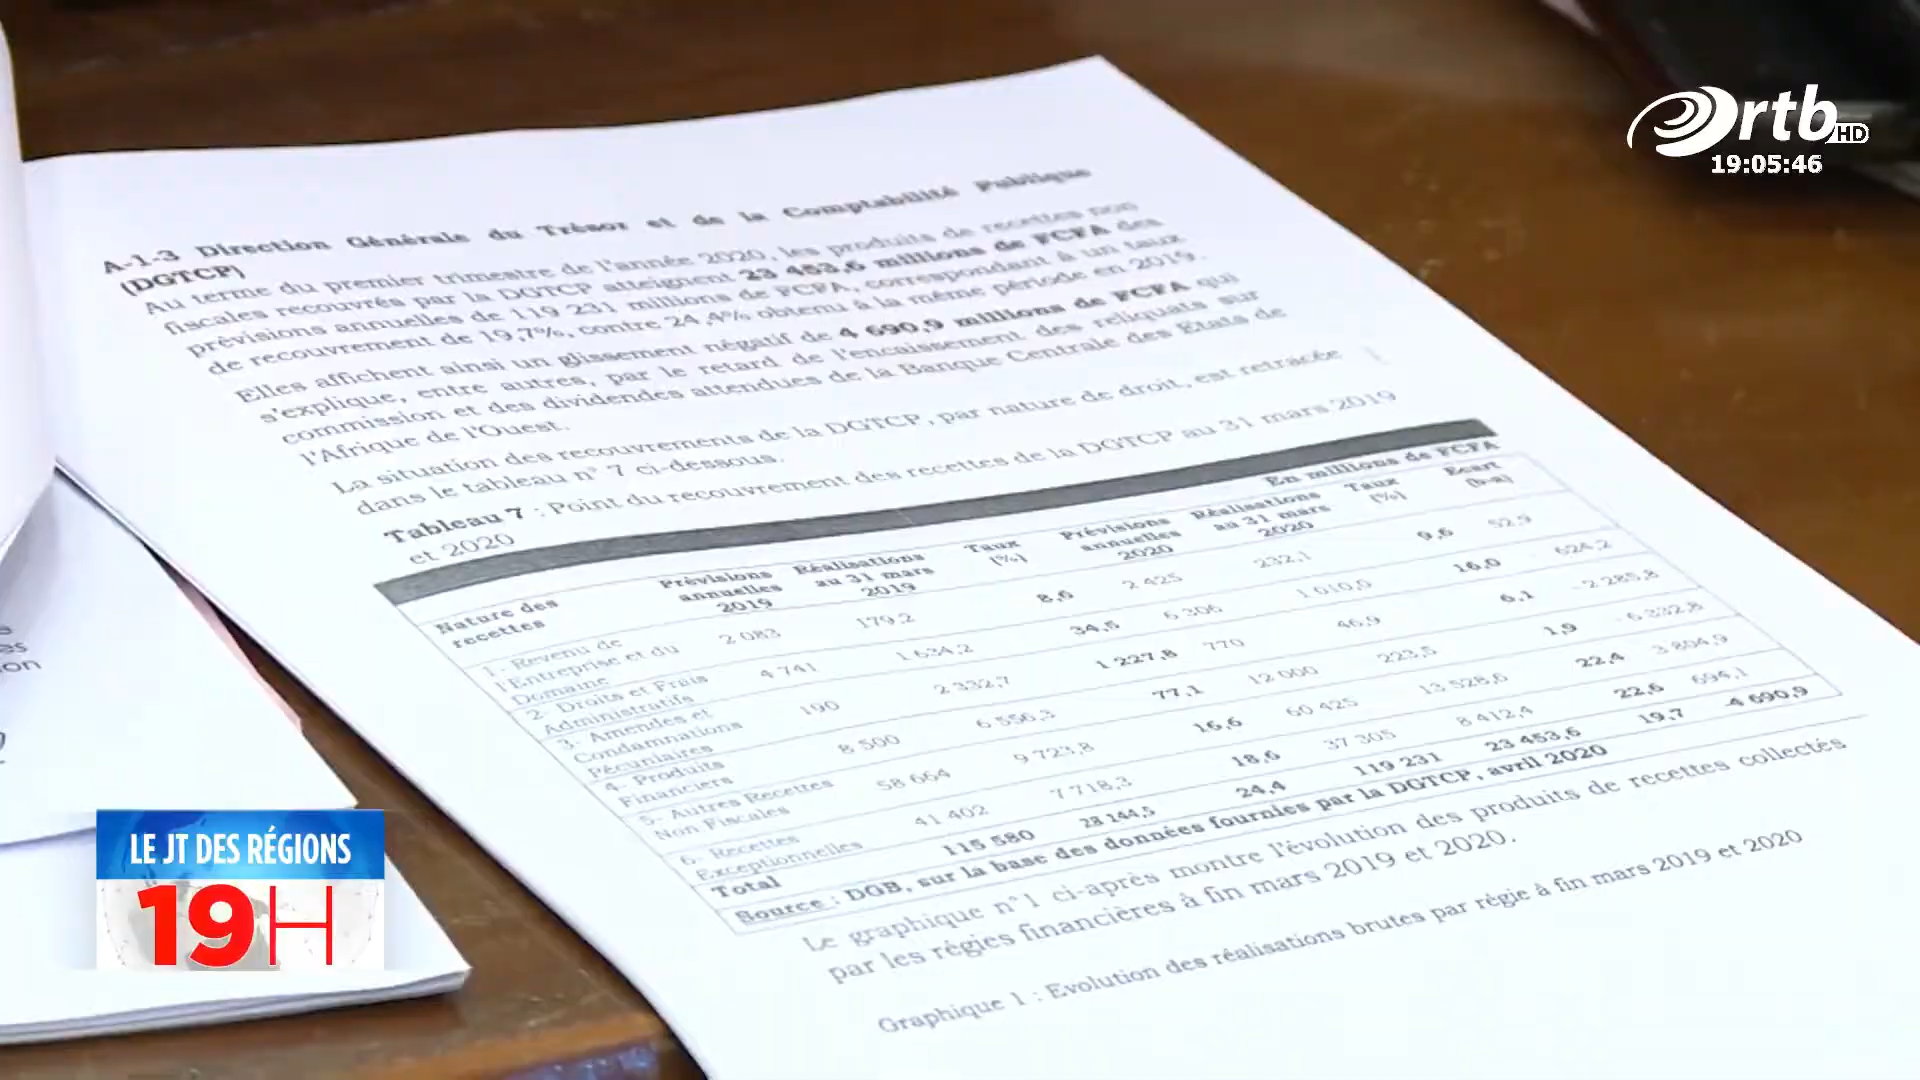 rtb HD
19:05:46
A-1-3 Direction Générale du Trésor et de la Comptabilité Publique
(DGTCP)
Au terme du premier trimestre de l'année 2020, les produits de recettes non
fiscales recouvrés par la DGTCP atteignent 23 453,6 millions de FCFA des
prévisions annuelles de 119 231 millions de FCFA, correspondant à un taux
de recouvrement de 19,7%, contre 24,4% obtenu à la même période en 2019.
Elles affichent ainsi un glissement négatif de 4 690,9 millions de FCFA qui
s'explique, entre autres, par le retard de l'encaissement des reliquats sur
commission et des dividendes attendues de la Banque Centrale des Etats de
l'Afrique de l'Ouest.
La situation des recouvrements de la DGTCP, par nature de droit, est retracée
dans le tableau n° 7 ci-dessous.
Tableau 7 : Point du recouvrement des recettes de la DGTCP au 31 mars 2019
et 2020
En millions de FCFA
Nature des recettes Prévisions annuelles 2019 Réalisations au 31 mars 2019 Taux (%) Prévisions annuelles 2020 Réalisations au 31 mars 2020 Taux (%) Ecart (b-a)
1- Revenu de l'Entreprise et du Domaine 2 083 179,2 8,6 2 425 232,1 9,6 52,9
2- Droits et Frais Administratifs 4 741 1 634,2 34,5 6 306 1 010,0 16,0 - 624,2
3- Amendes et Condamnations Pécuniaires 190 2 332,7 1 227,8 770 46,9 6,1 - 2 285,8
4- Produits Financiers 8 500 6 556,3 77,1 12 000 223,5 1,9 - 6 332,8
5- Autres Recettes Non Fiscales 58 664 9 723,8 16,6 60 425 13 528,6 22,4 3 804,9
6- Recettes Exceptionnelles 41 402 7 718,3 18,6 37 305 8 412,4 22,6 694,1
Total 115 580 28 144,5 24,4 119 231 23 453,6 19,7 -4 690,9
Source : DGB, sur la base des données fournies par la DGTCP, avril 2020
Le graphique n°1 ci-après montre l'évolution des produits de recettes collectés
par les régies financières à fin mars 2019 et 2020.
Graphique 1 : Evolution des réalisations brutes par régie à fin mars 2019 et 2020
LE JT DES RÉGIONS
19H